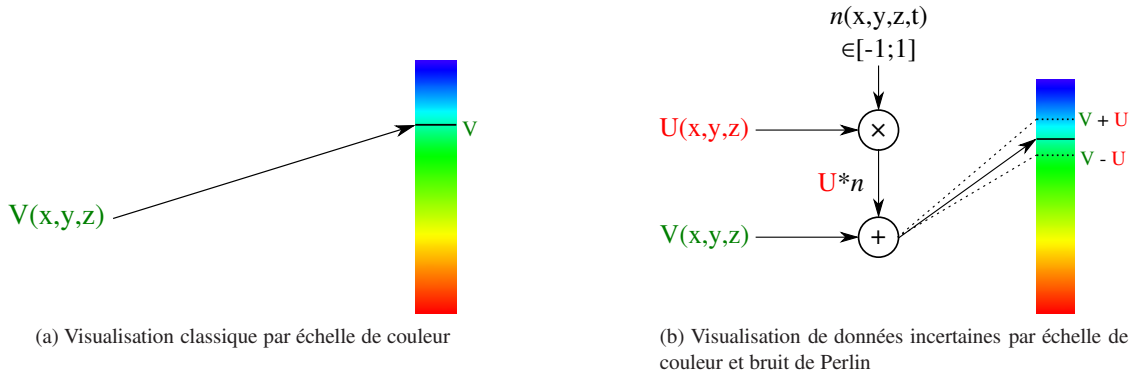 V(x,y,z)
V
(a) Visualisation classique par échelle de couleur
n(x,y,z,t)
∈[-1;1]
U(x,y,z)
×
U*n
V(x,y,z)
+
V + U
V - U
(b) Visualisation de données incertaines par échelle de
couleur et bruit de Perlin